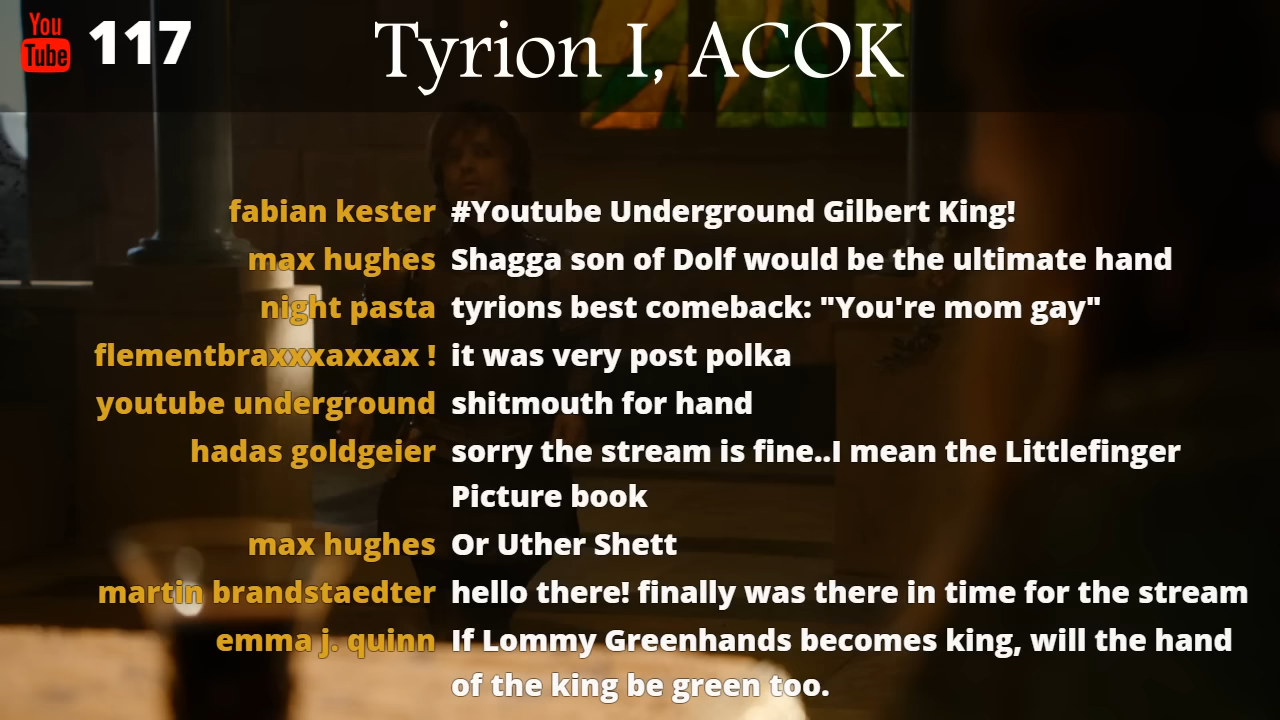 You Tube 117 Tyrion I, ACOK
fabian kester #Youtube Underground Gilbert King!
max hughes Shagga son of Dolf would be the ultimate hand
night pasta tyrions best comeback: "You're mom gay"
flementbraxxxaxxax ! it was very post polka
youtube underground shitmouth for hand
hadas goldgeier sorry the stream is fine..I mean the Littlefinger
Picture book
max hughes Or Uther Shett
martin brandstaedter hello there! finally was there in time for the stream
emma j. quinn If Lommy Greenhands becomes king, will the hand
of the king be green too.